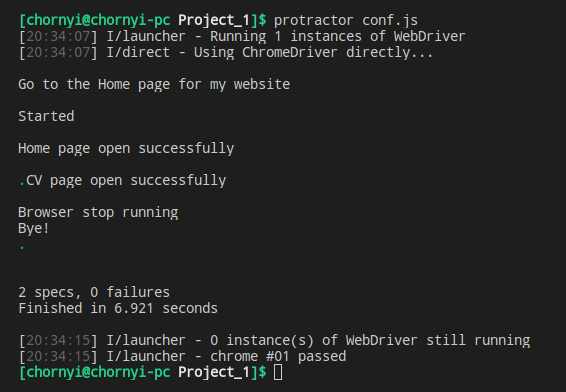 [chornyi@chornyi-pc Project_1]$ protractor conf.js
[20:34:07] I/launcher - Running 1 instances of WebDriver
[20:34:07] I/direct - Using ChromeDriver directly...
Go to the Home page for my website
Started
Home page open successfully
.CV page open successfully
Browser stop running
Bye!
.
2 specs, 0 failures
Finished in 6.921 seconds
[20:34:15] I/launcher - 0 instance(s) of WebDriver still running
[20:34:15] I/launcher - chrome #01 passed
[chornyi@chornyi-pc Project_1]$